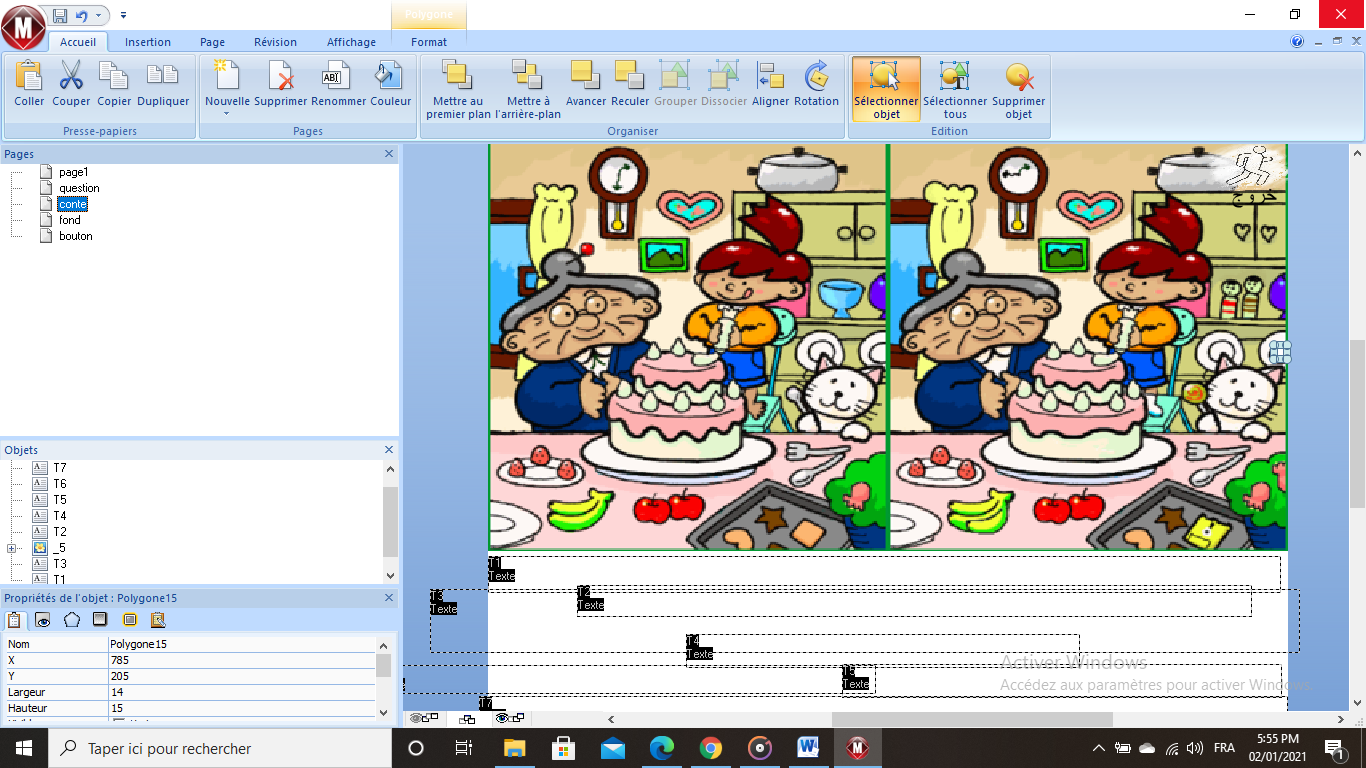 Polygone
Accueil Insertion Page Révision Affichage Format
Coller Couper Copier Dupliquer
Presse-papiers
Nouvelle Supprimer Renommer Couleur
Pages
Mettre au premier plan Mettre à l'arrière-plan Avancer Reculer Grouper Dissocier Aligner Rotation
Organiser
Sélectionner objet Sélectionner tous Supprimer objet
Edition
Pages
page1
question
conte
fond
bouton
خروج
Objets
T7
T6
T5
T4
T2
_5
T3
T1
Propriétés de l'objet : Polygone15
Nom Polygone15
X 785
Y 205
Largeur 14
Hauteur 15
T1
Texte
T2
Texte
T3
Texte
T4
Texte
T5
Texte
T7
Activer Windows
Accédez aux paramètres pour activer Windows.
Taper ici pour rechercher
FRA
5:55 PM
02/01/2021